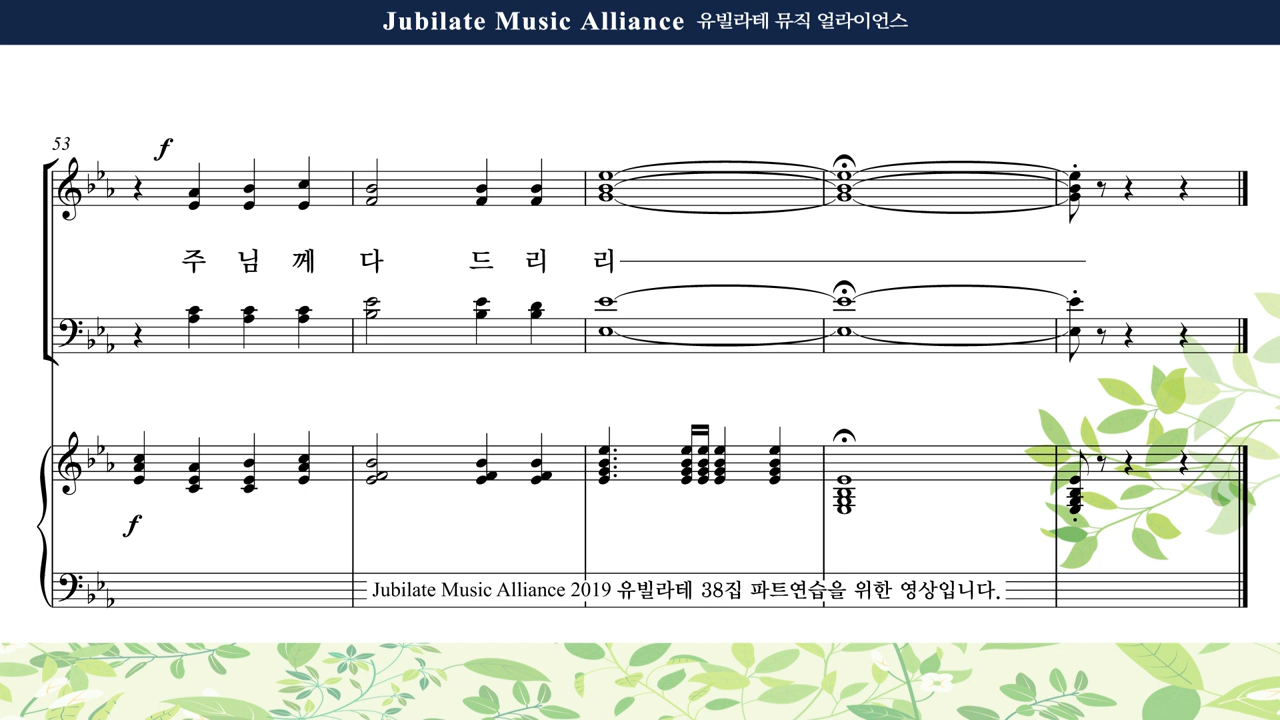 Jubilate Music Alliance 유빌라테 뮤직 얼라이언스
53
f
주 님 께 다 드 리 리
f
Jubilate Music Alliance 2019 유빌라테 38집 파트연습을 위한 영상입니다.